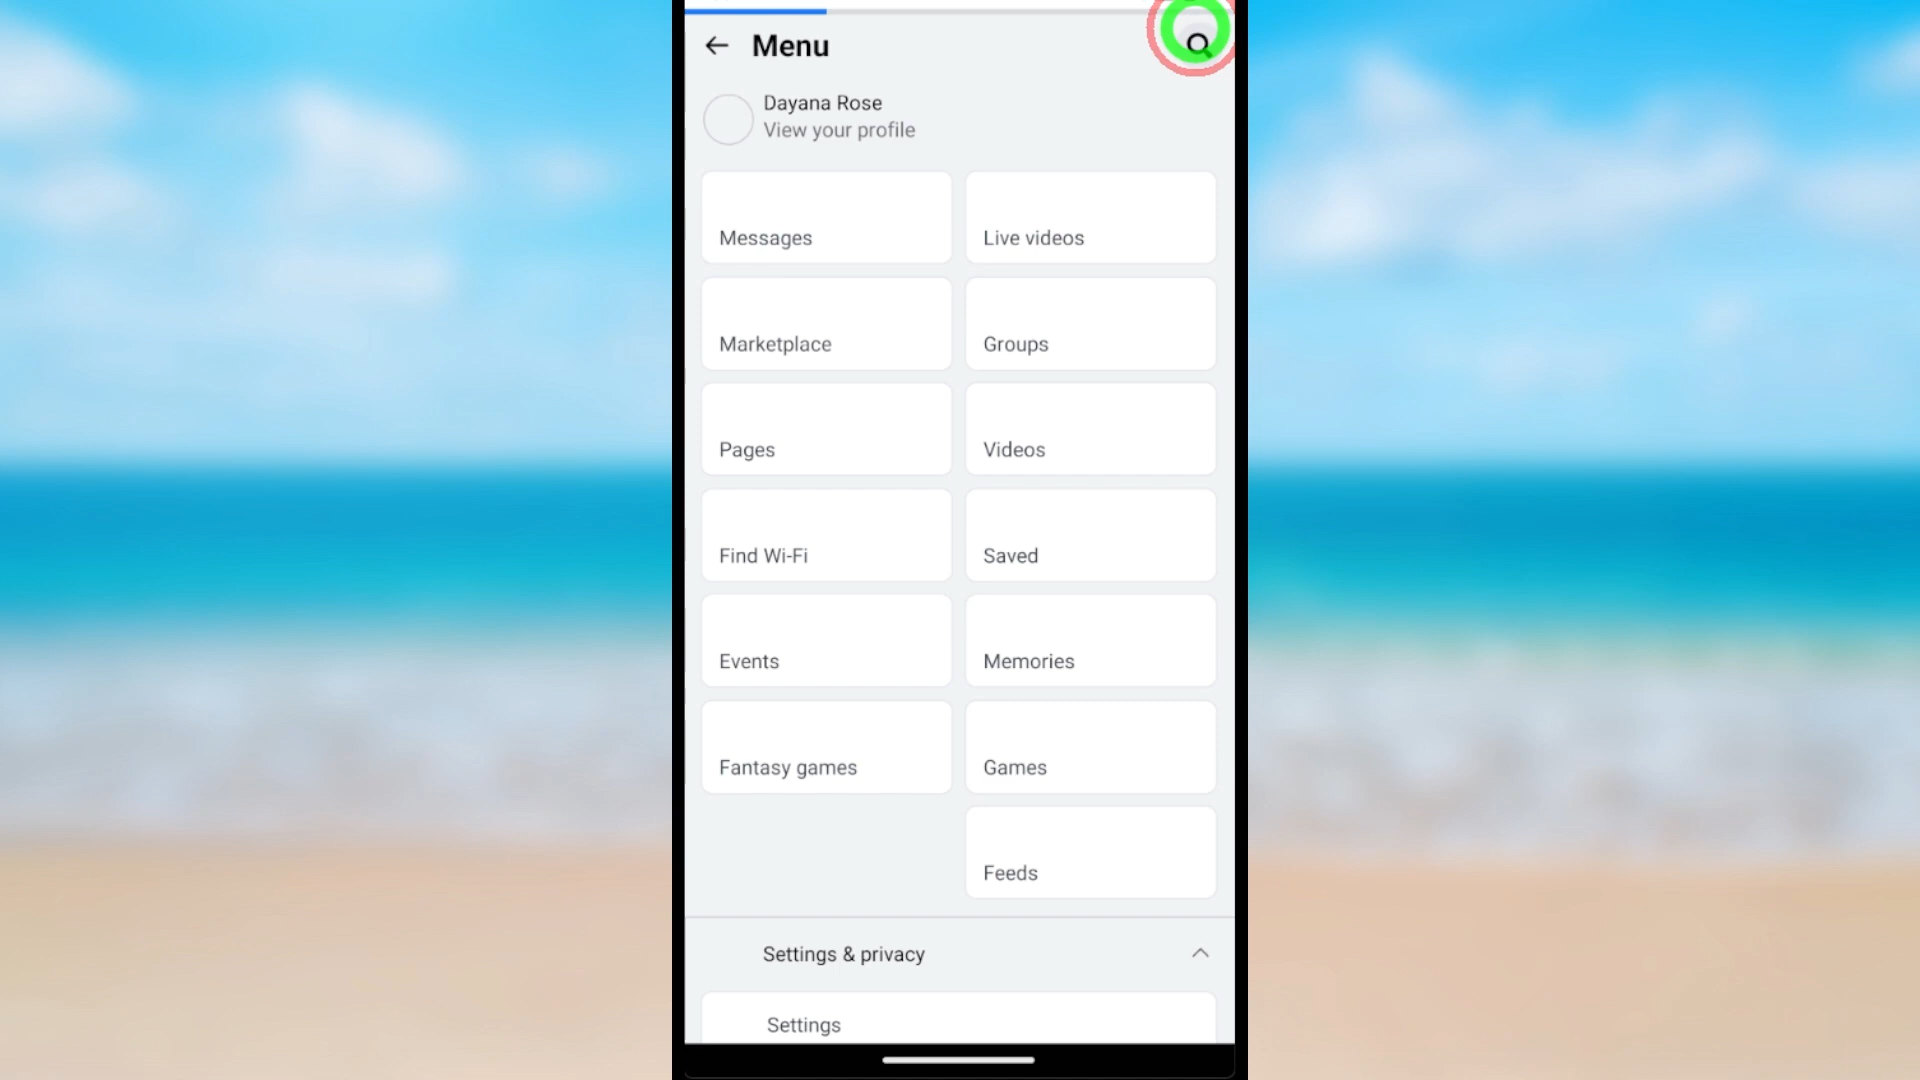 Menu
Dayana Rose
View your profile
Messages
Live videos
Marketplace
Groups
Pages
Videos
Find Wi-Fi
Saved
Events
Memories
Fantasy games
Games
Feeds
Settings & privacy
Settings